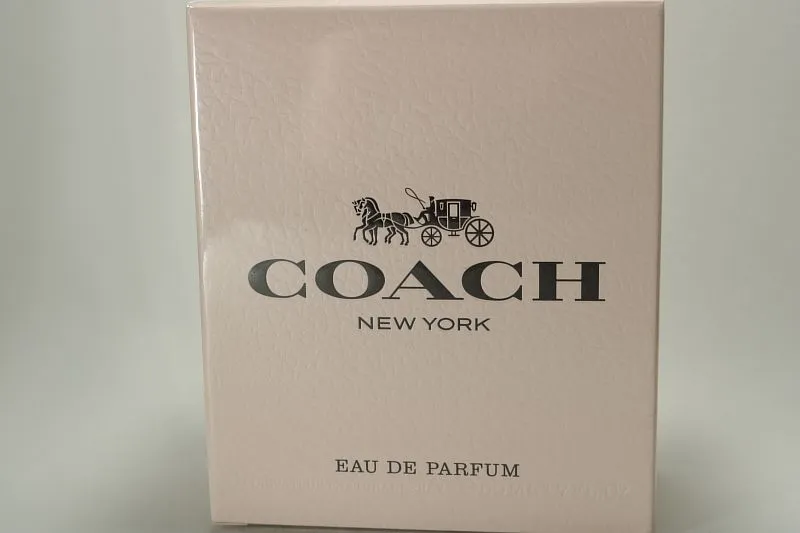 COACH
NEW YORK
EAU DE PARFUM